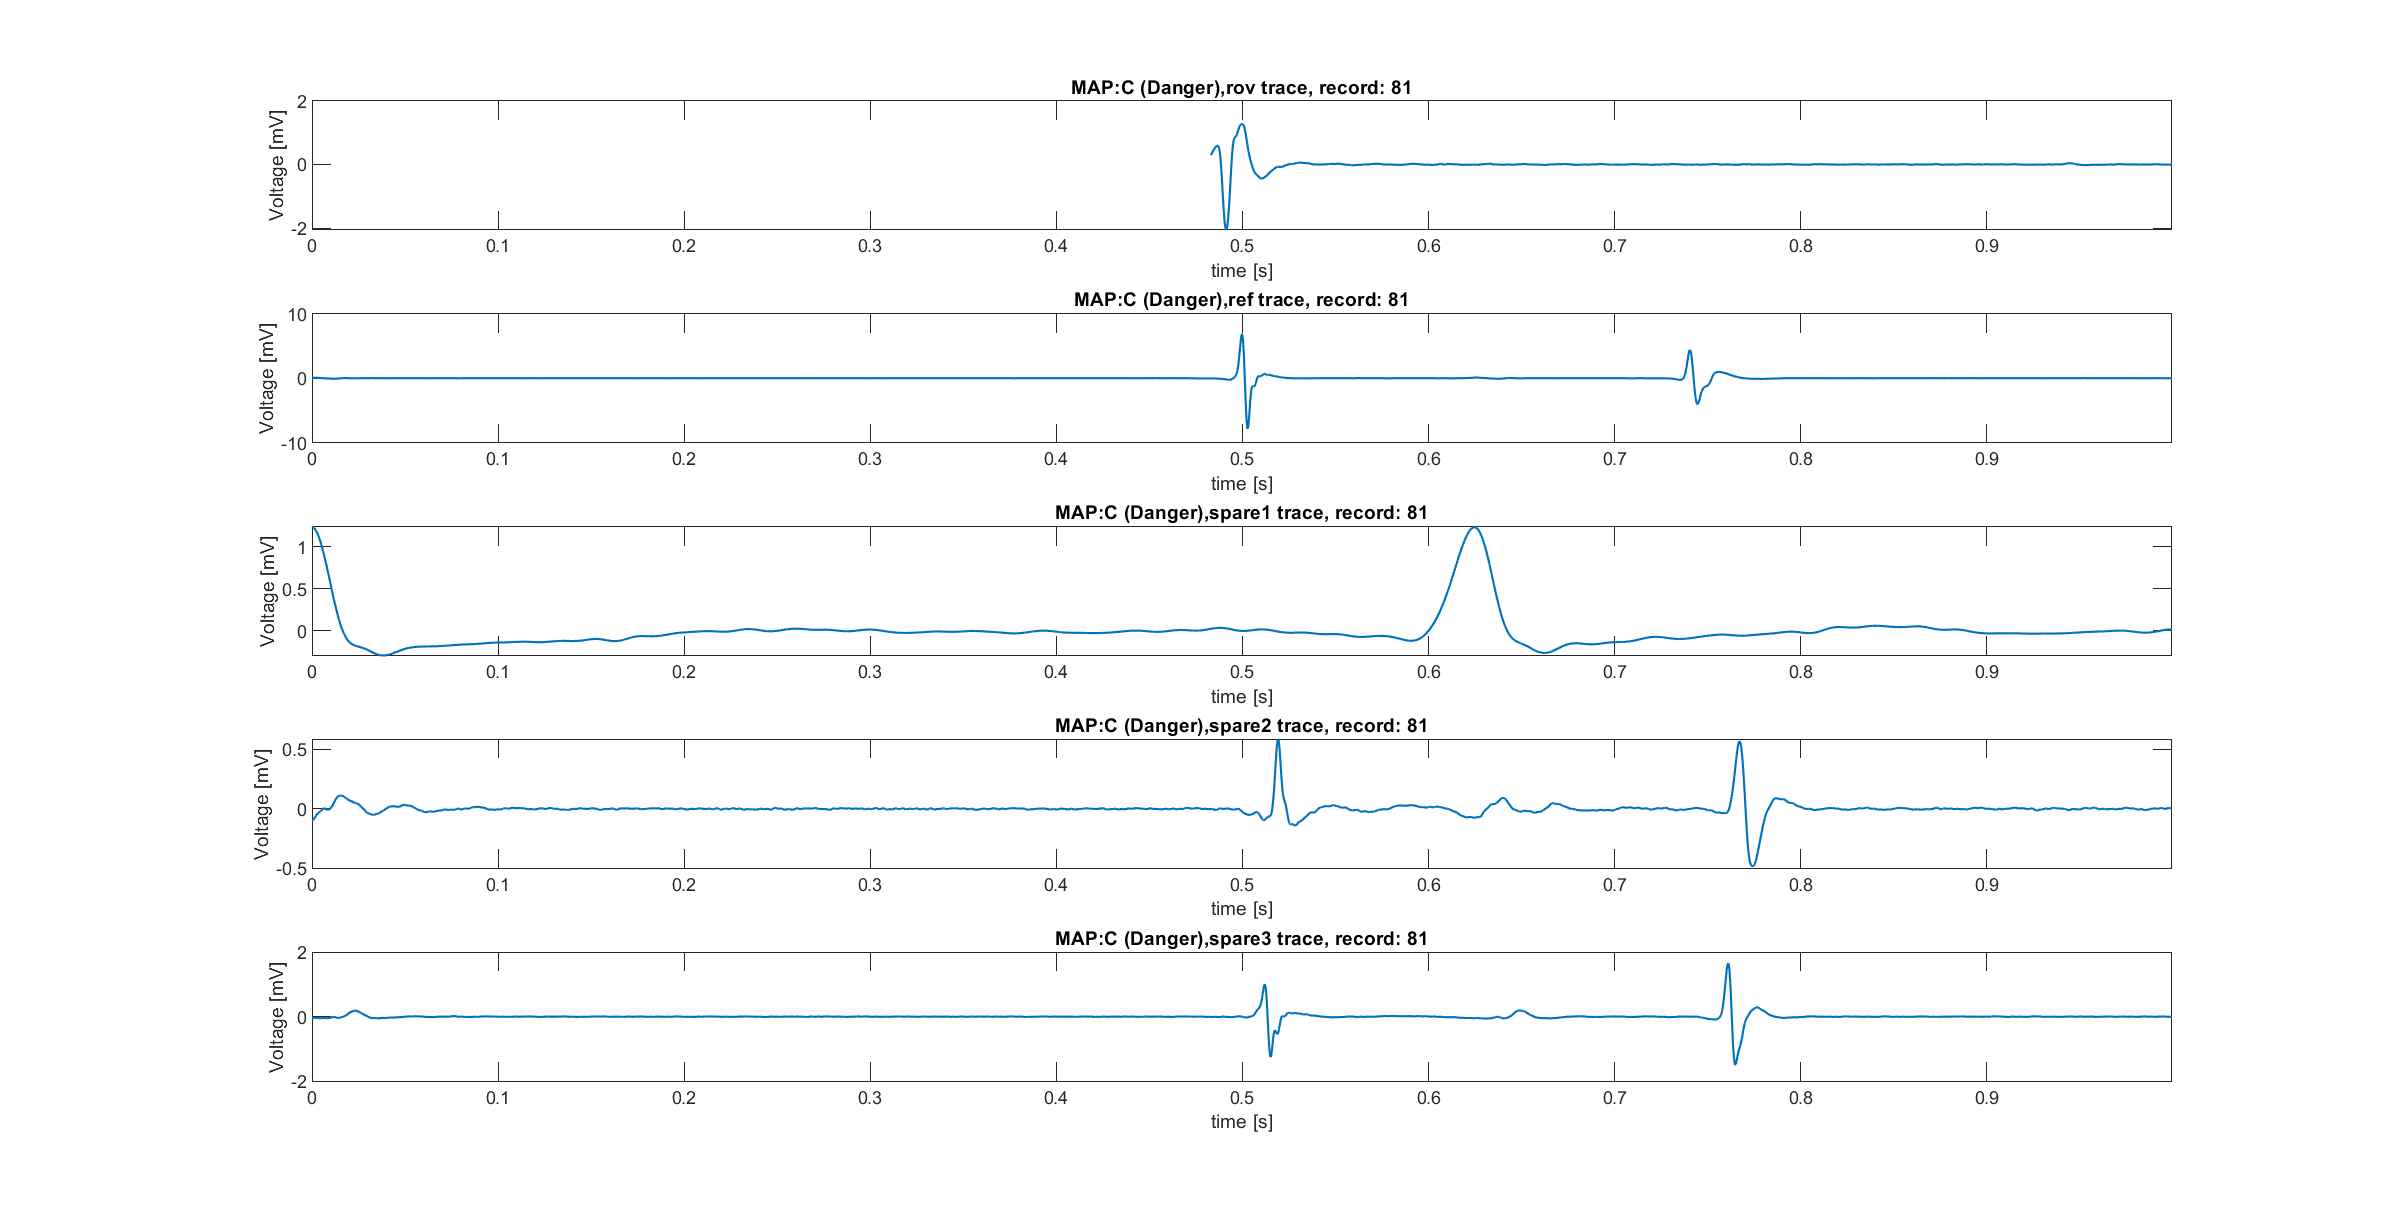 MAP:C (Danger),rov trace, record: 81
Voltage [mV]
2
0
-2
0 0.1 0.2 0.3 0.4 0.5 0.6 0.7 0.8 0.9
time [s]
MAP:C (Danger),ref trace, record: 81
Voltage [mV]
10
0
-10
0 0.1 0.2 0.3 0.4 0.5 0.6 0.7 0.8 0.9
time [s]
MAP:C (Danger),spare1 trace, record: 81
Voltage [mV]
1
0.5
0
0 0.1 0.2 0.3 0.4 0.5 0.6 0.7 0.8 0.9
time [s]
MAP:C (Danger),spare2 trace, record: 81
Voltage [mV]
0.5
0
-0.5
0 0.1 0.2 0.3 0.4 0.5 0.6 0.7 0.8 0.9
time [s]
MAP:C (Danger),spare3 trace, record: 81
Voltage [mV]
2
0
-2
0 0.1 0.2 0.3 0.4 0.5 0.6 0.7 0.8 0.9
time [s]